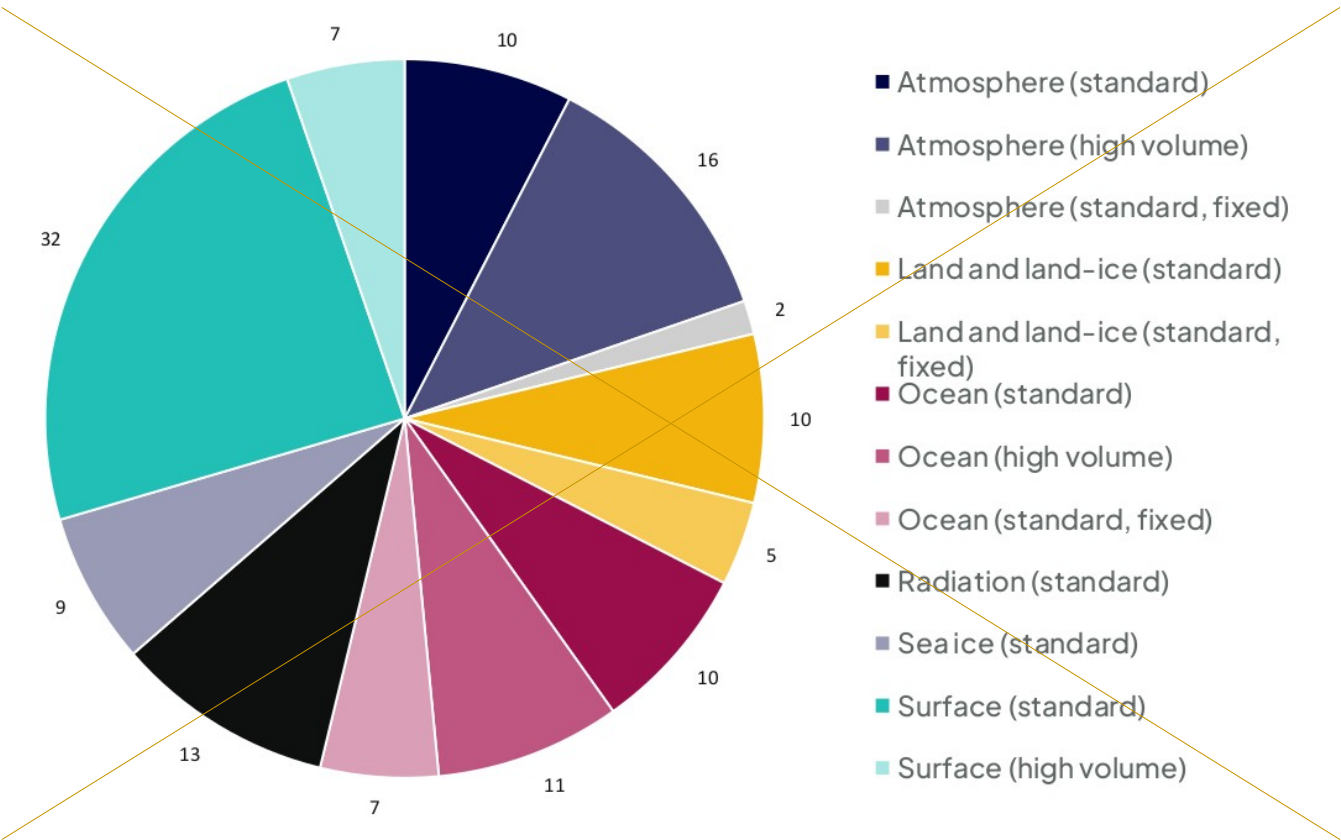 7
10
16
32
2
10
5
9
10
13
11
7
Atmosphere (standard)
Atmosphere (high volume)
Atmosphere (standard, fixed)
Land and land-ice (standard)
Land and land-ice (standard,
fixed)
Ocean (standard)
Ocean (high volume)
Ocean (standard, fixed)
Radiation (standard)
Sea ice (standard)
Surface (standard)
Surface (high volume)